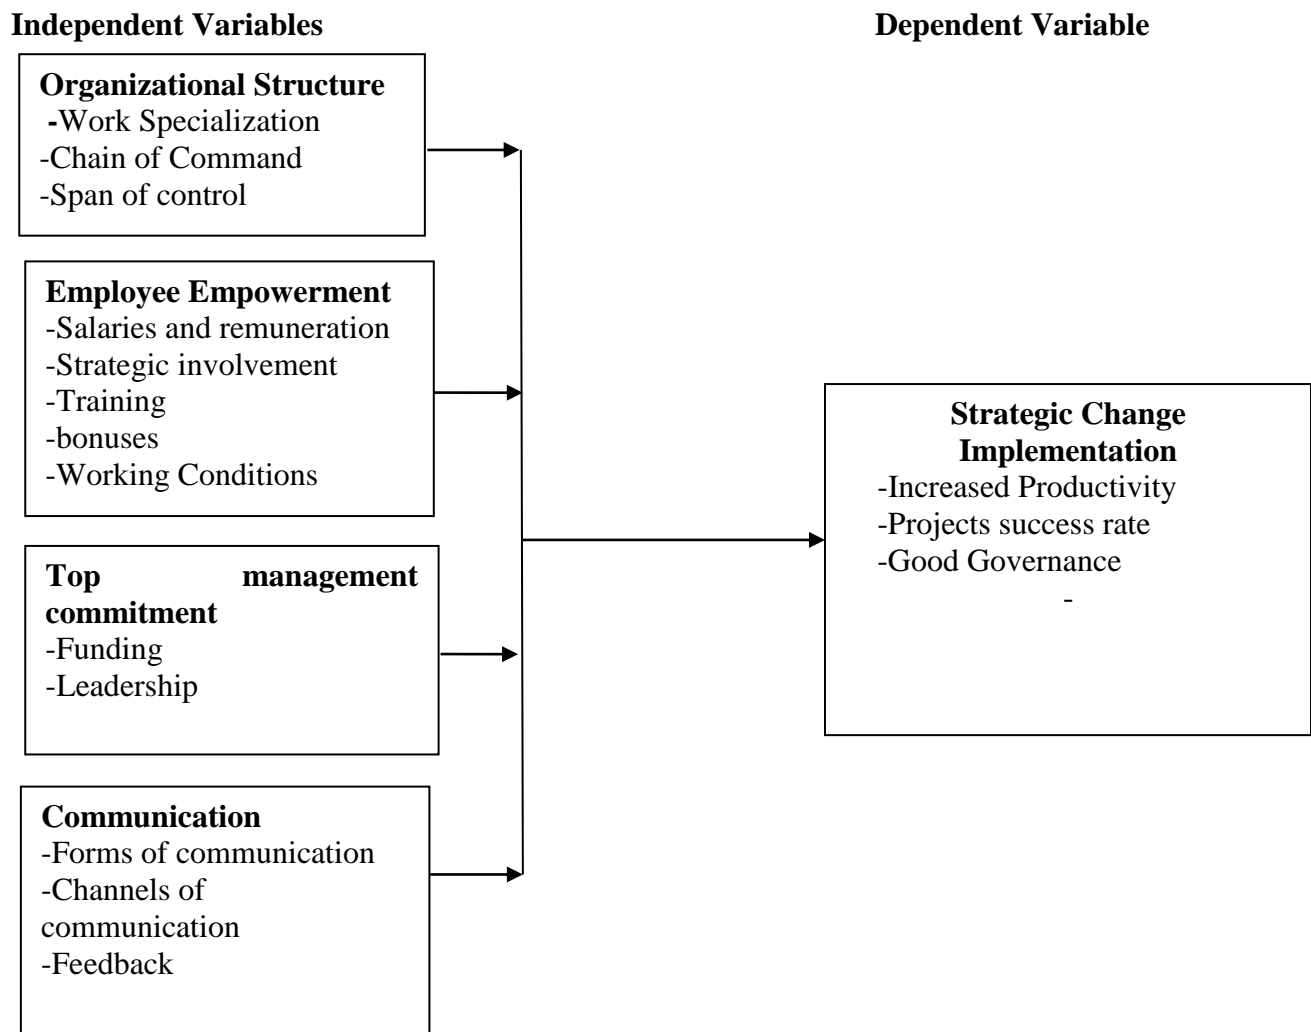 Independent Variables
Dependent Variable
Organizational Structure
-Work Specialization
-Chain of Command
-Span of control
Employee Empowerment
-Salaries and remuneration
-Strategic involvement
-Training
-bonuses
-Working Conditions
Top management
commitment
-Funding
-Leadership
Communication
-Forms of communication
-Channels of
communication
-Feedback
Strategic Change
Implementation
-Increased Productivity
-Projects success rate
-Good Governance
-